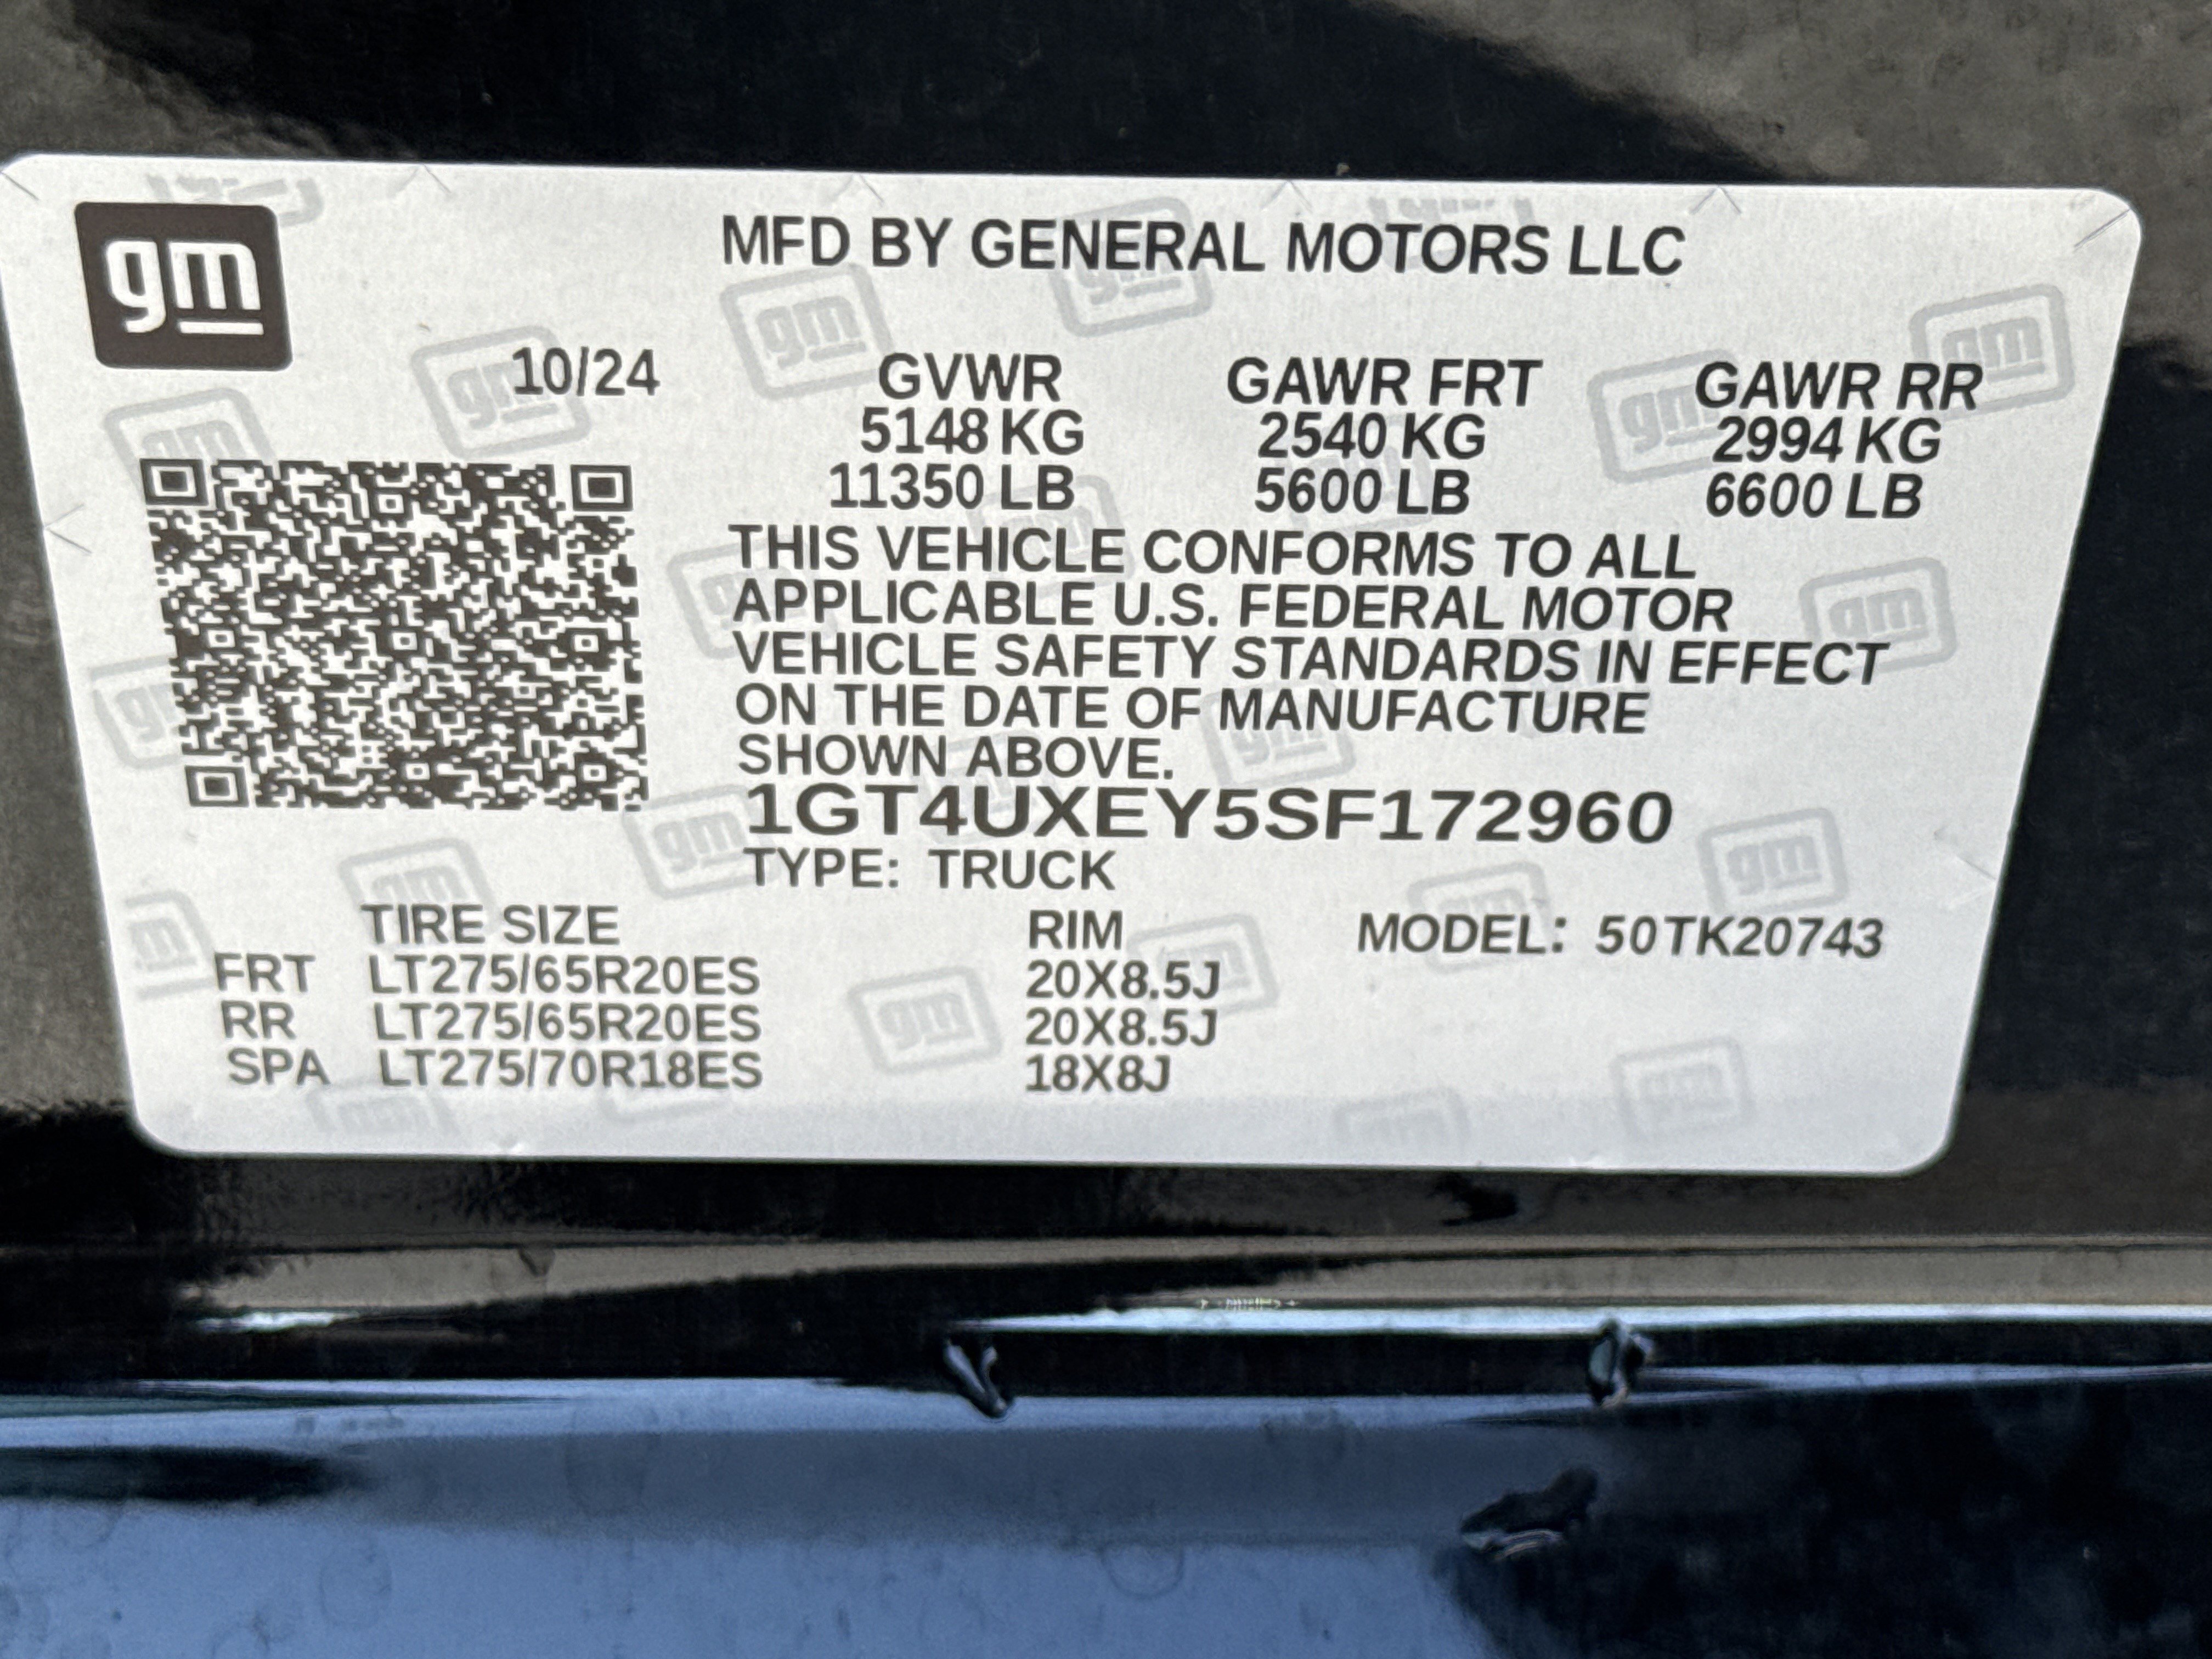 gm
MFD BY GENERAL MOTORS LLC
10/24
GVWR GAWR FRT GAWR RR
5148 KG 2540 KG 2994 KG
11350 LB 5600 LB 6600 LB
THIS VEHICLE CONFORMS TO ALL
APPLICABLE U.S. FEDERAL MOTOR
VEHICLE SAFETY STANDARDS IN EFFECT
ON THE DATE OF MANUFACTURE
SHOWN ABOVE.
1GT4UXEY5SF172960
TYPE: TRUCK
TIRE SIZE RIM MODEL: 50TK20743
FRT LT275/65R20ES 20X8.5J
RR LT275/65R20ES 20X8.5J
SPA LT275/70R18ES 18X8J